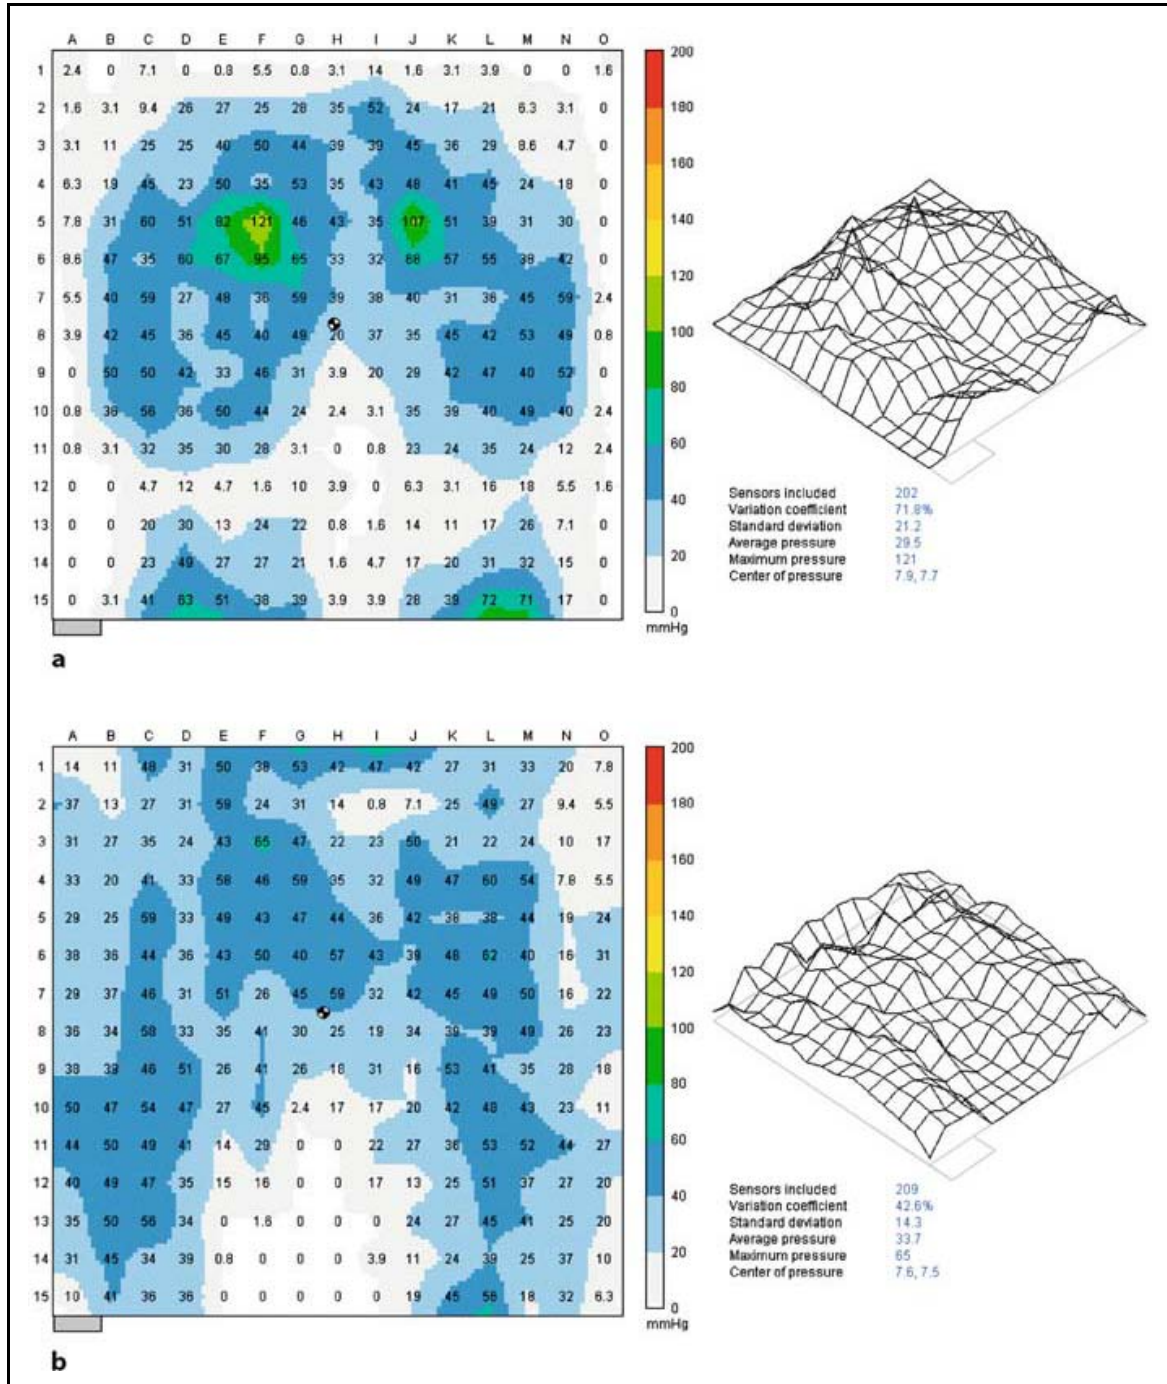 A B C D E F G H I J K L M N O
1 2.4 0 7.1 0 0.8 5.5 0.8 3.1 14 1.6 3.1 3.9 0 0 1.6
2 1.6 3.1 9.4 26 27 25 28 35 52 24 17 21 6.3 3.1 0
3 3.1 11 25 25 40 50 44 39 39 45 36 29 8.6 4.7 0
4 6.3 19 45 23 50 35 53 35 43 48 41 45 24 18 0
5 7.8 31 60 51 82 121 46 43 35 107 51 39 31 30 0
6 8.6 47 35 60 67 95 65 33 32 68 57 55 38 42 0
7 5.5 40 59 27 48 36 59 39 38 40 31 36 45 59 2.4
8 3.9 42 45 36 45 40 49 20 37 35 45 42 53 49 0.8
9 0 50 50 42 33 46 31 3.9 20 29 42 47 40 52 0
10 0.8 36 56 36 50 44 24 2.4 3.1 35 39 40 49 40 2.4
11 0.8 3.1 32 35 30 28 3.1 0 0.8 23 24 35 24 12 2.4
12 0 0 4.7 12 4.7 1.6 10 3.9 0 6.3 3.1 16 18 5.5 1.6
13 0 0 20 30 13 24 22 0.8 1.6 14 11 17 26 7.1 0
14 0 0 23 49 27 27 21 1.6 4.7 17 20 31 32 15 0
15 0 3.1 41 63 51 38 39 3.9 3.9 28 39 72 71 17 0
200
180
160
140
120
100
80
60
40
20
0
mmHg
Sensors included 202
Variation coefficient 71.8%
Standard deviation 21.2
Average pressure 29.5
Maximum pressure 121
Center of pressure 7.9, 7.7
a
A B C D E F G H I J K L M N O
1 14 11 48 31 50 38 53 42 47 42 27 31 33 20 7.8
2 37 13 27 31 59 24 31 14 0.8 7.1 25 49 27 9.4 5.5
3 31 27 35 24 43 65 47 22 23 50 21 22 24 10 17
4 33 20 41 33 58 46 59 35 32 49 47 60 54 7.8 5.5
5 29 25 59 33 49 43 47 44 36 42 38 38 44 19 24
6 38 36 44 36 43 50 40 57 43 39 48 62 40 16 31
7 29 37 46 31 51 26 45 59 32 42 45 49 50 16 22
8 36 34 58 33 35 41 30 25 19 34 39 39 49 26 23
9 38 39 46 51 26 41 26 18 31 16 53 41 35 28 18
10 50 47 54 47 27 45 2.4 17 17 20 42 48 43 23 11
11 44 50 49 41 14 29 0 0 22 27 36 53 52 44 27
12 40 49 47 35 15 16 0 0 17 13 25 51 37 27 20
13 35 50 56 34 0 1.6 0 0 0 24 27 45 41 25 20
14 31 45 34 39 0.8 0 0 0 3.9 11 24 39 25 37 10
15 10 41 36 36 0 0 0 0 0 19 45 56 18 32 6.3
200
180
160
140
120
100
80
60
40
20
0
mmHg
Sensors included 209
Variation coefficient 42.6%
Standard deviation 14.3
Average pressure 33.7
Maximum pressure 65
Center of pressure 7.6, 7.5
b